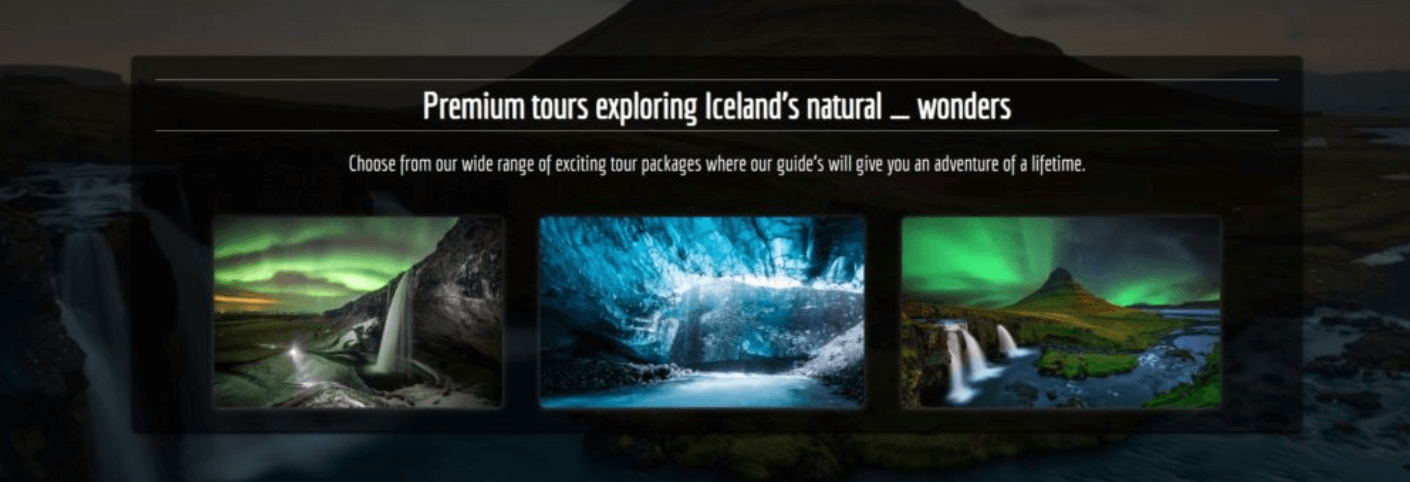 Premium tours exploring Iceland's natural _ wonders
Choose from our wide range of exciting tour packages where our guide's will give you an adventure of a lifetime.